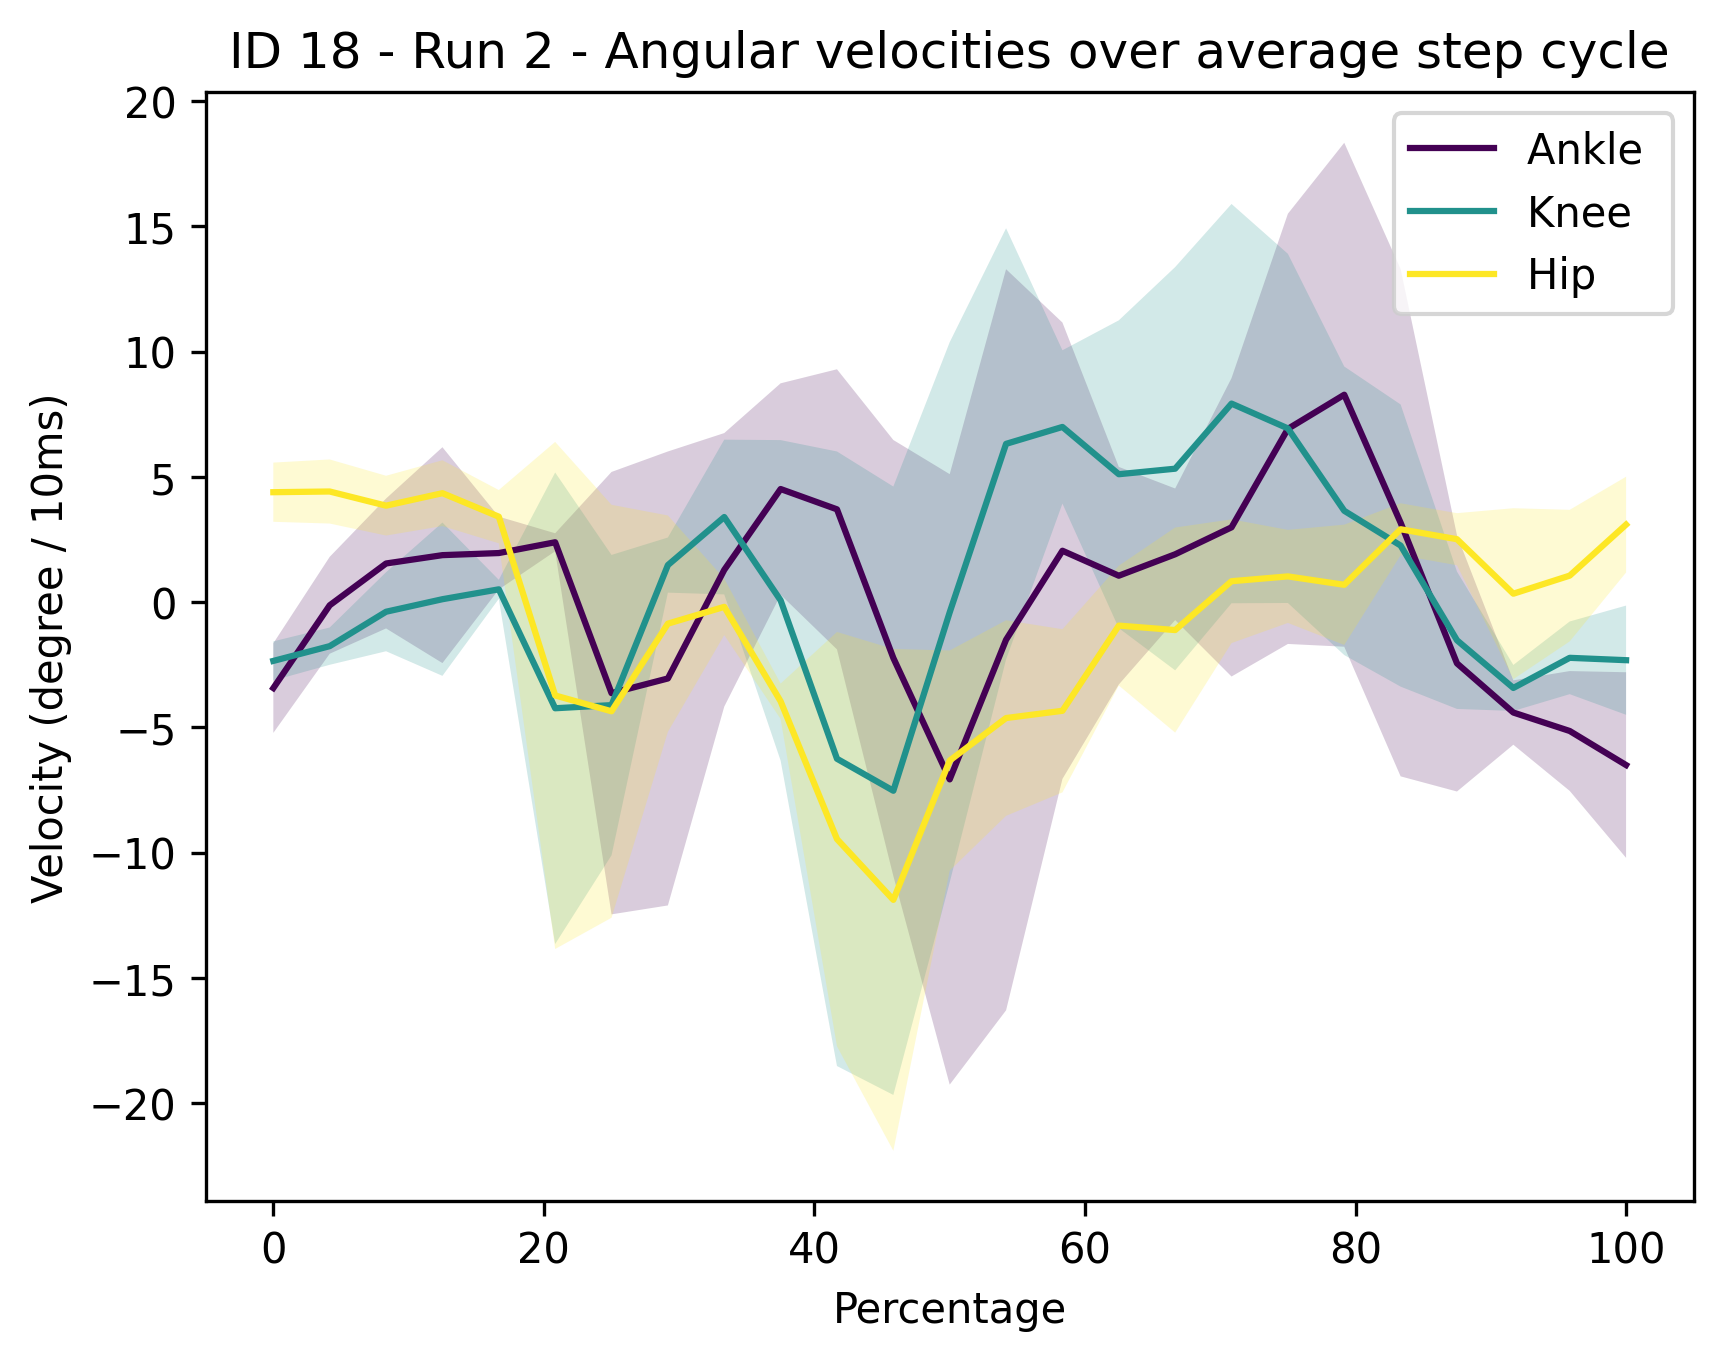 ID 18 - Run 2 - Angular velocities over average step cycle
20
15
10
5
0
−5
−10
−15
−20
Velocity (degree / 10ms)
Ankle
Knee
Hip
0 20 40 60 80 100
Percentage